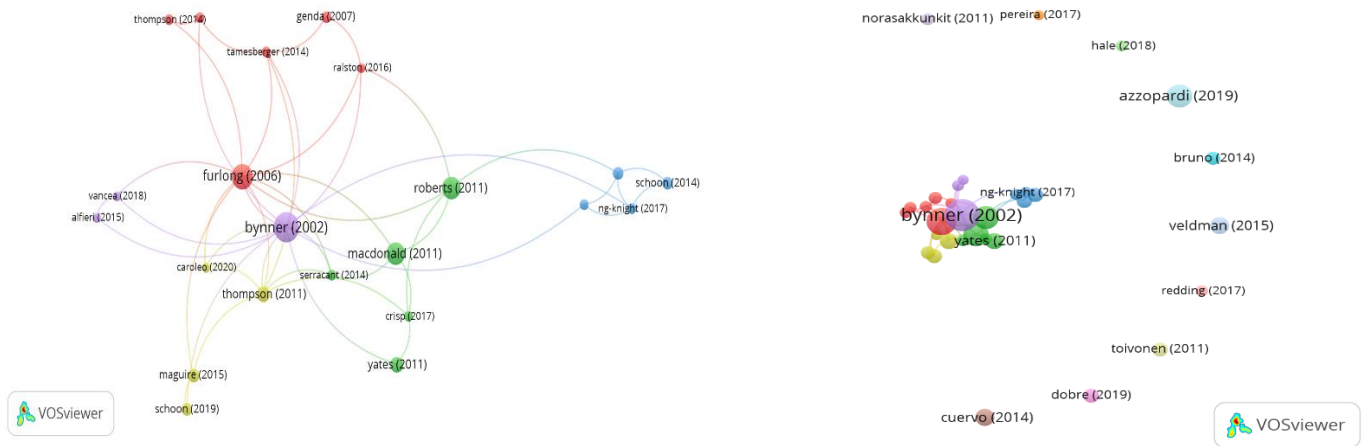 thompson (2014)
genda (2007)
tamesberger (2014)
ralston (2016)
furlong (2006)
roberts (2011)
schoon (2014)
ng-knight (2017)
vancea (2018)
alfieri (2015)
bynner (2002)
macdonald (2011)
caroleo (2020)
serracant (2014)
thompson (2011)
crisp (2017)
yates (2011)
maguire (2015)
schoon (2019)
VOSviewer
norasakkunkit (2011)
pereira (2017)
hale (2018)
azzopardi (2019)
bruno (2014)
ng-knight (2017)
bynner (2002)
veldman (2015)
yates (2011)
redding (2017)
toivonen (2011)
dobre (2019)
cuervo (2014)
VOSviewer